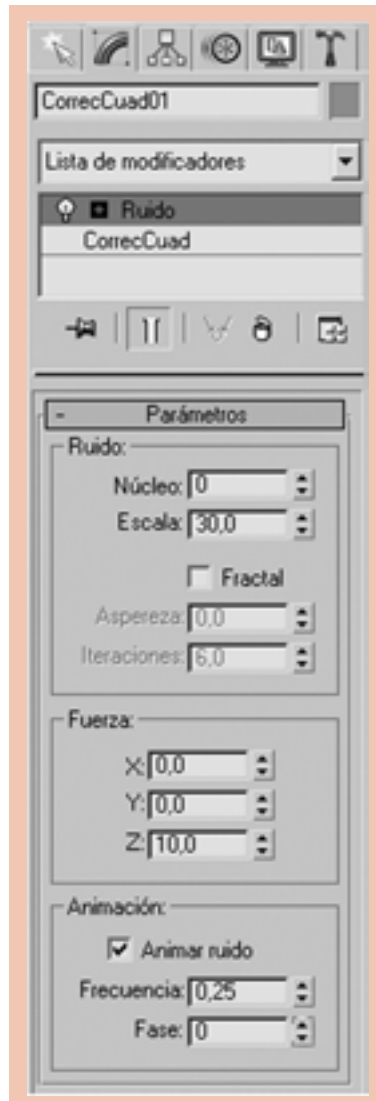 CorrecCuad01
Lista de modificadores
Ruido
CorrecCuad
- Parámetros
Ruido:
Núcleo: 0
Escala: 30,0
Fractal
Aspereza: 0,0
Iteraciones: 6,0
Fuerza:
X: 0,0
Y: 0,0
Z: 10,0
Animación:
Animar ruido
Frecuencia: 0,25
Fase: 0